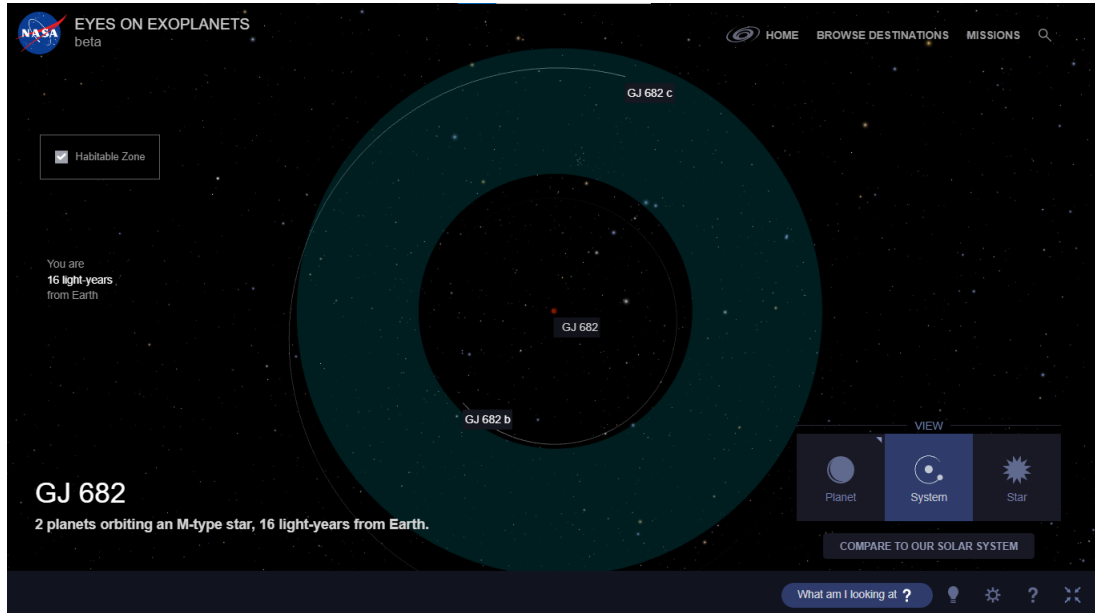 NASA
EYES ON EXOPLANETS
beta
HOME
BROWSE DESTINATIONS
MISSIONS
GJ 682 c
Habitable Zone
You are
16 light-years
from Earth
GJ 682
GJ 682 b
VIEW
Planet
System
Star
GJ 682
2 planets orbiting an M-type star, 16 light-years from Earth.
COMPARE TO OUR SOLAR SYSTEM
What am I looking at ?
?